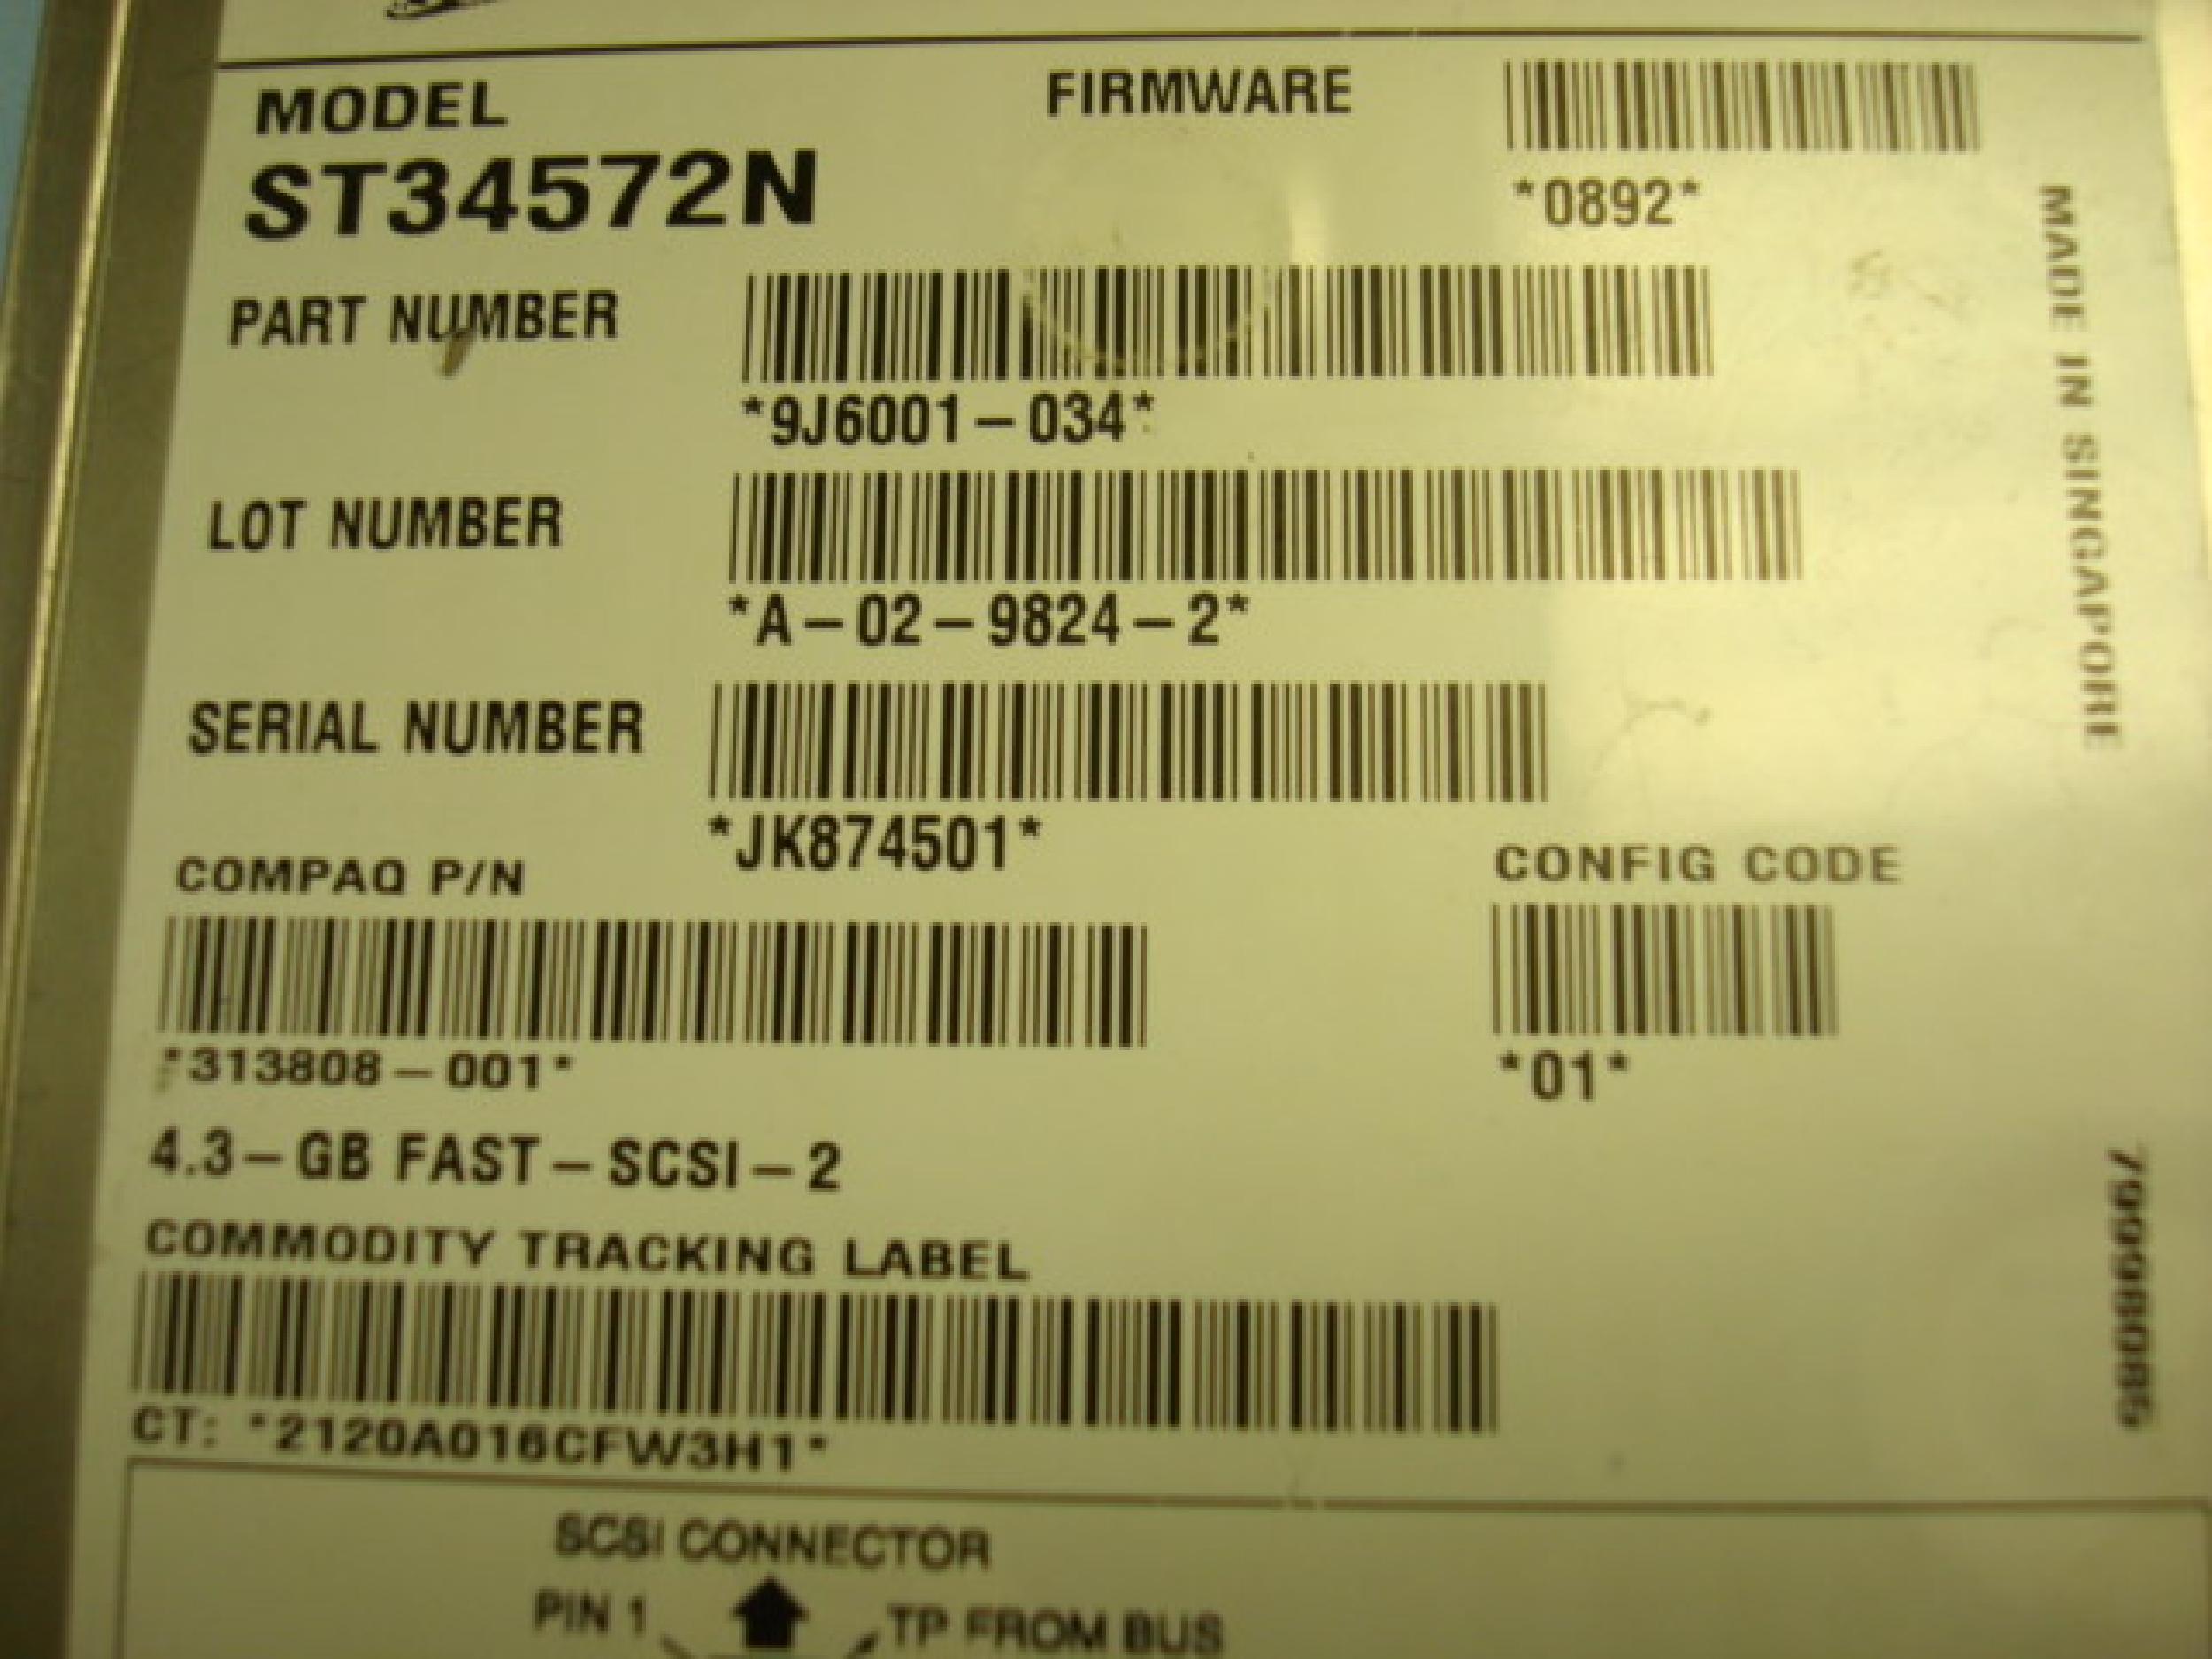 MODEL
ST34572N
FIRMWARE
*0892*
PART NUMBER
*9J6001-034*
LOT NUMBER
*A-02-9824-2*
SERIAL NUMBER
*JK874501*
COMPAQ P/N
*313808-001*
CONFIG CODE
*01*
4.3-GB FAST-SCSI-2
COMMODITY TRACKING LABEL
CT: *2120A016CFW3H1*
MADE IN SINGAPORE
79998085
SCSI CONNECTOR
PIN 1
TP FROM BUS